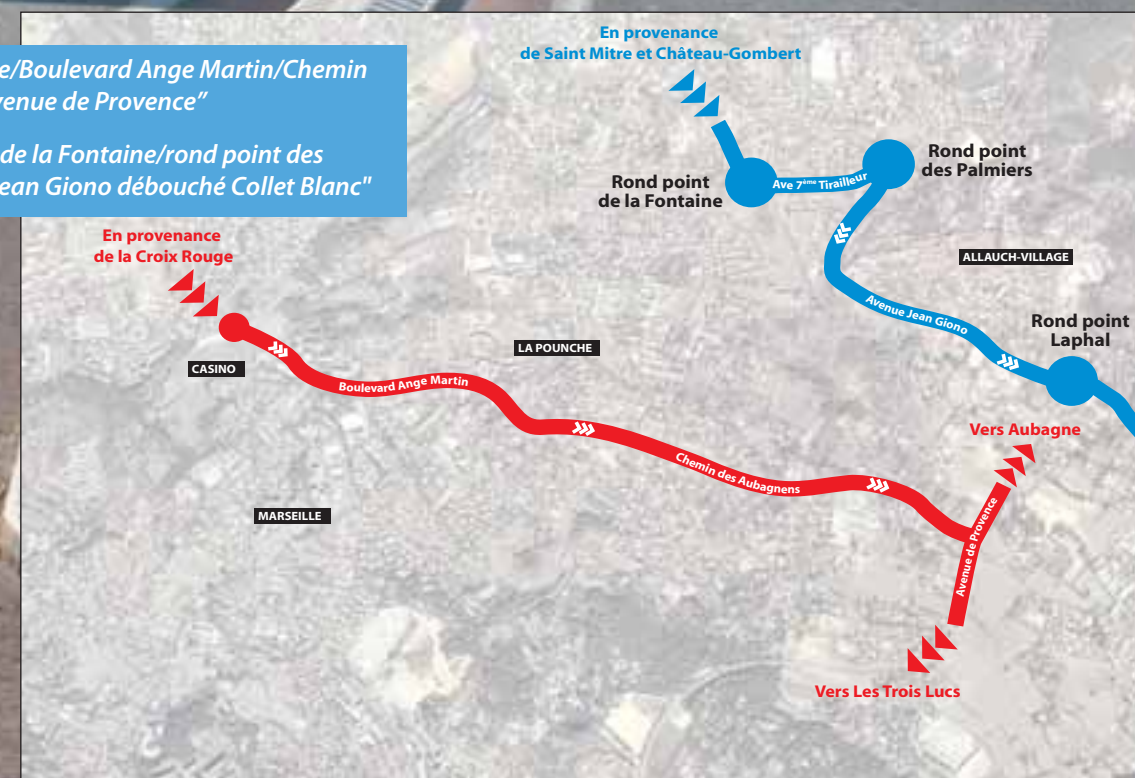 e/Boulevard Ange Martin/Chemin
venue de Provence”
de la Fontaine/rond point des
ean Giono débouché Collet Blanc"
En provenance
de Saint Mitre et Château-Gombert
Rond point
de la Fontaine
Ave 7ème Tirailleur
Rond point
des Palmiers
ALLAUCH-VILLAGE
Avenue Jean Giono
Rond point
Laphal
En provenance
de la Croix Rouge
CASINO
LA POUNCHE
Boulevard Ange Martin
Chemin des Aubagnens
MARSEILLE
Vers Aubagne
Avenue de Provence
Vers Les Trois Lucs